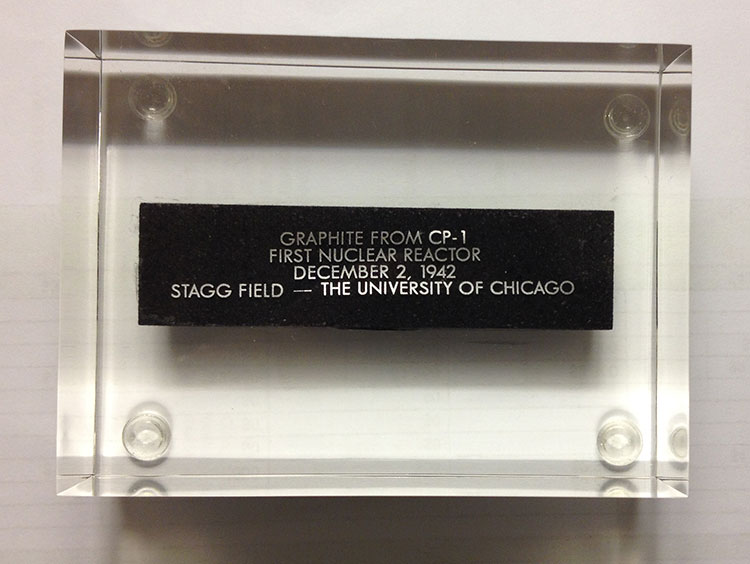 GRAPHITE FROM CP-1
FIRST NUCLEAR REACTOR
DECEMBER 2, 1942
STAGG FIELD — THE UNIVERSITY OF CHICAGO